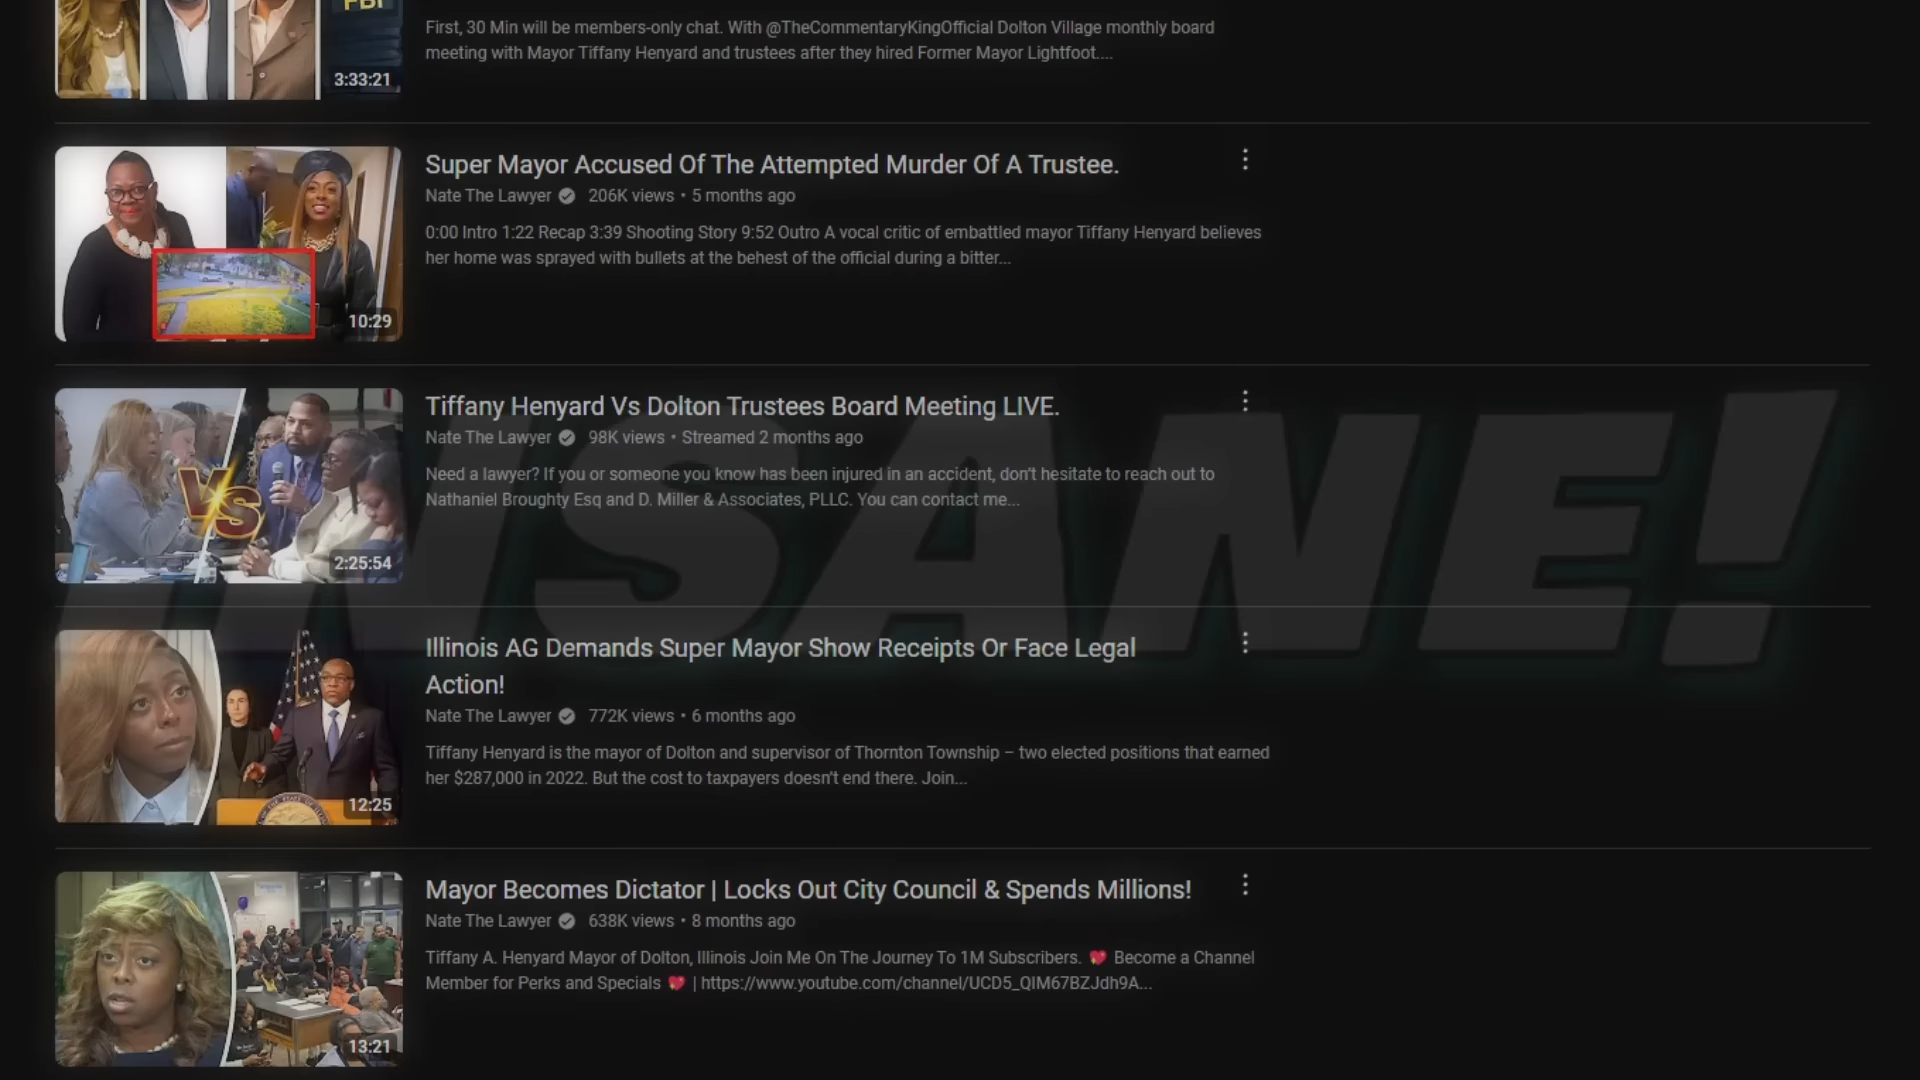 FBI
First, 30 Min will be members-only chat. With @TheCommentaryKingOfficial Dolton Village monthly board
meeting with Mayor Tiffany Henyard and trustees after they hired Former Mayor Lightfoot....
3:33:21
Super Mayor Accused Of The Attempted Murder Of A Trustee.
Nate The Lawyer 206K views • 5 months ago
0:00 Intro 1:22 Recap 3:39 Shooting Story 9:52 Outro A vocal critic of embattled mayor Tiffany Henyard believes
her home was sprayed with bullets at the behest of the official during a bitter...
10:29
Tiffany Henyard Vs Dolton Trustees Board Meeting LIVE.
Nate The Lawyer 98K views • Streamed 2 months ago
Need a lawyer? If you or someone you know has been injured in an accident, don't hesitate to reach out to
Nathaniel Broughty Esq and D. Miller & Associates, PLLC. You can contact me...
Vs
2:25:54
INSANE!
Illinois AG Demands Super Mayor Show Receipts Or Face Legal
Action!
Nate The Lawyer 772K views • 6 months ago
Tiffany Henyard is the mayor of Dolton and supervisor of Thornton Township – two elected positions that earned
her $287,000 in 2022. But the cost to taxpayers doesn't end there. Join...
12:25
Mayor Becomes Dictator | Locks Out City Council & Spends Millions!
Nate The Lawyer 638K views • 8 months ago
Tiffany A. Henyard Mayor of Dolton, Illinois Join Me On The Journey To 1M Subscribers. 💖 Become a Channel
Member for Perks and Specials 💖 | https://www.youtube.com/channel/UCD5_QIM67BZJdh9A...
13:21